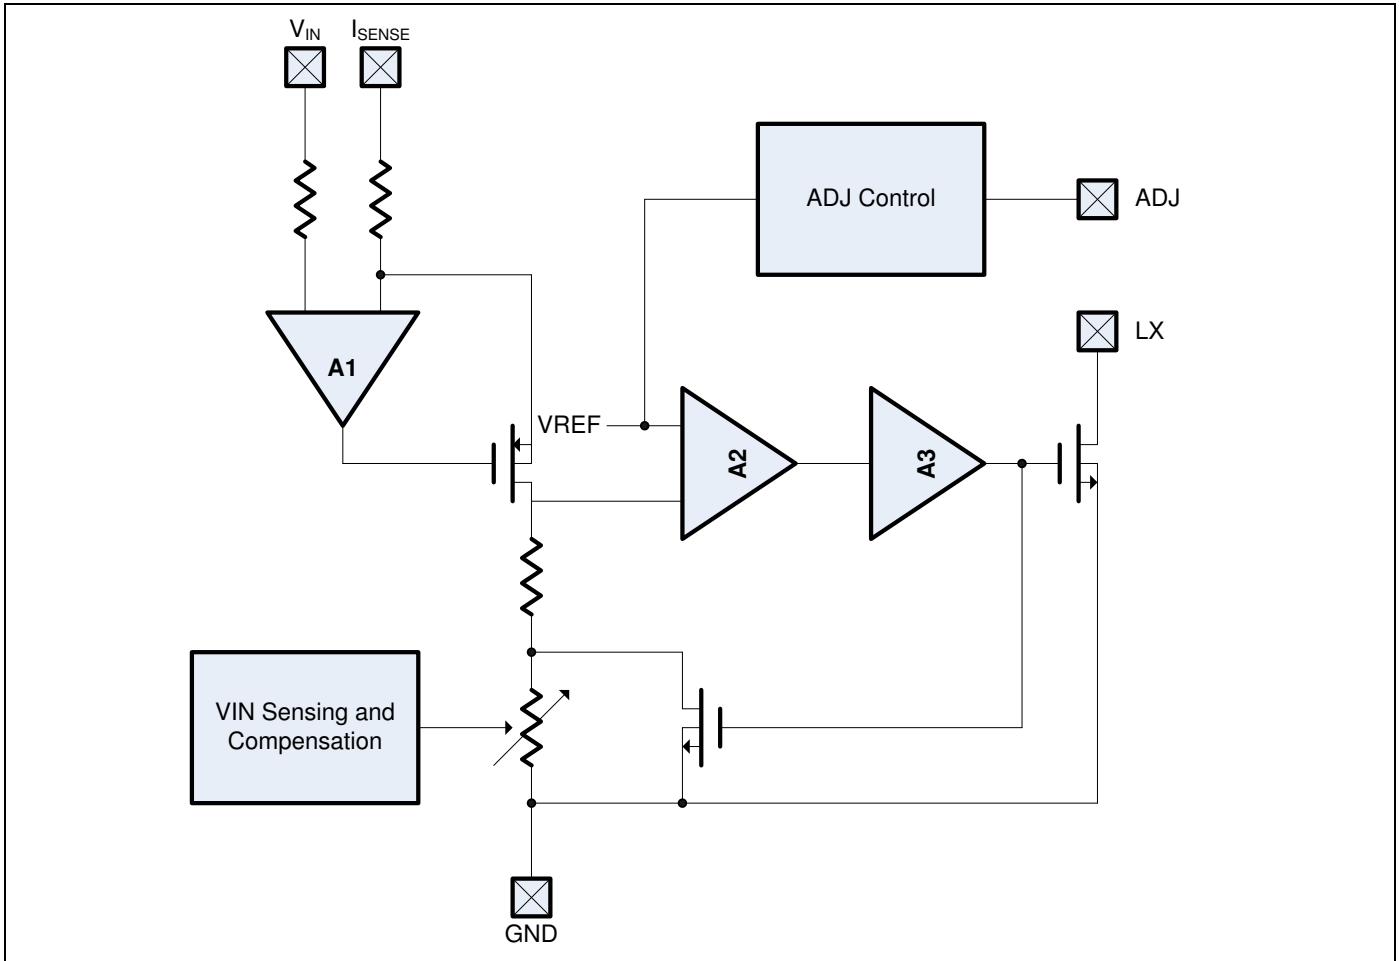 VIN ISENSE
ADJ Control
ADJ
LX
A1
VREF
A2
A3
VIN Sensing and
Compensation
GND